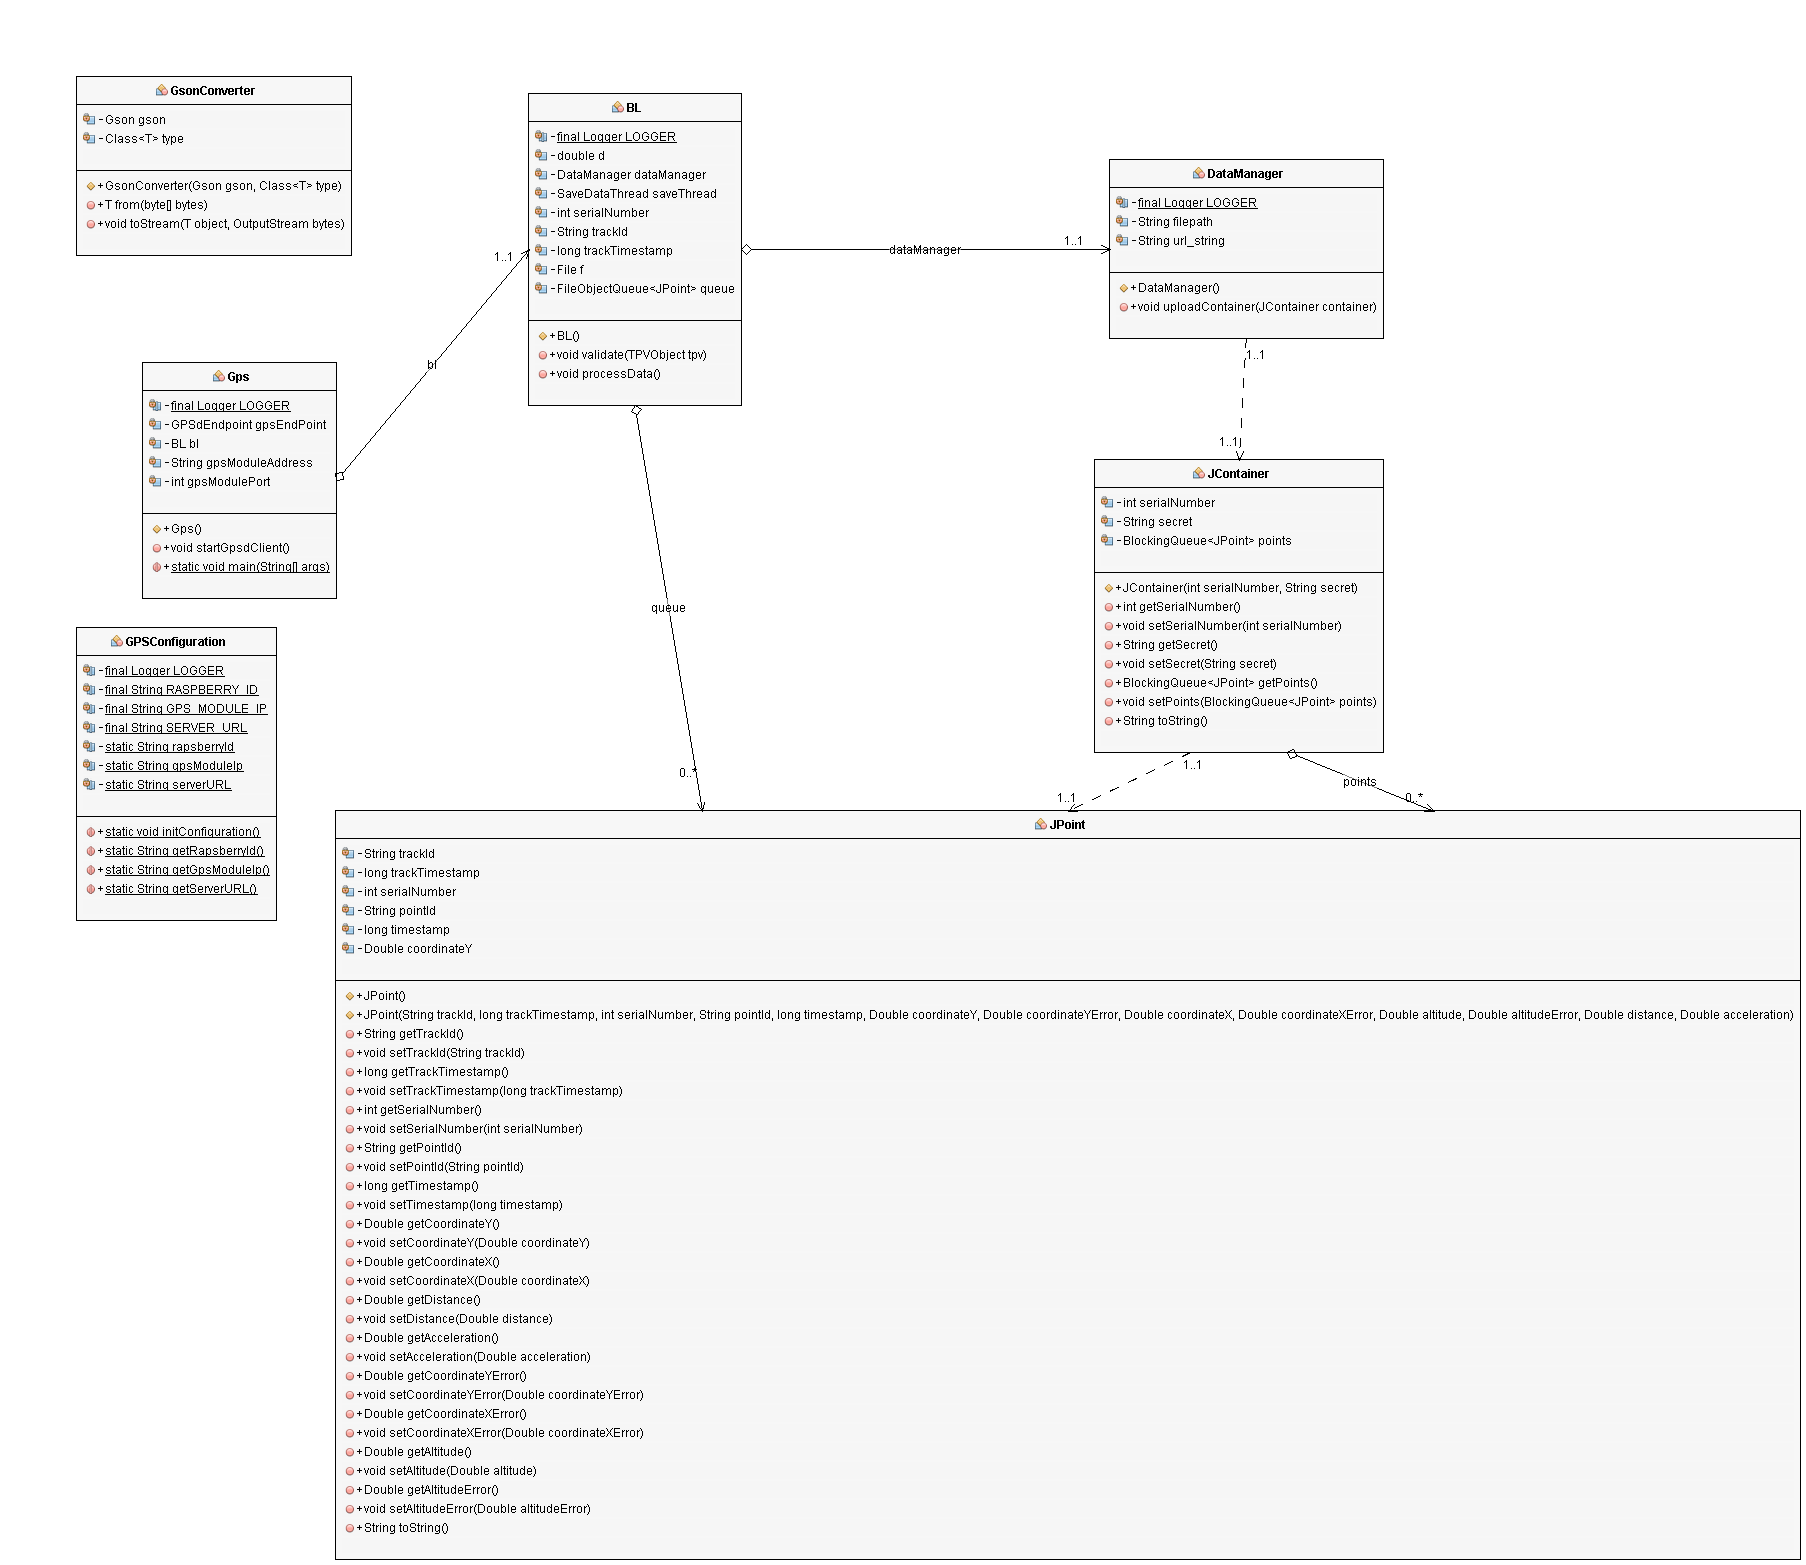 GsonConverter
-Gson gson
-Class<T> type
+GsonConverter(Gson gson, Class<T> type)
+T from(byte[] bytes)
+void toStream(T object, OutputStream bytes)
BL
-final Logger LOGGER
-double d
-DataManager dataManager
-SaveDataThread saveThread
-int serialNumber
-String trackId
-long trackTimestamp
-File f
-FileObjectQueue<JPoint> queue
+BL()
+void validate(TPVObject tpv)
+void processData()
DataManager
-final Logger LOGGER
-String filepath
-String url_string
+DataManager()
+void uploadContainer(JContainer container)
1..1
bl
dataManager
1..1
Gps
-final Logger LOGGER
-GPSdEndpoint gpsEndPoint
-BL bl
-String gpsModuleAddress
-int gpsModulePort
+Gps()
+void startGpsdClient()
+static void main(String[] args)
1..1
1..1
JContainer
-int serialNumber
-String secret
-BlockingQueue<JPoint> points
+JContainer(int serialNumber, String secret)
+int getSerialNumber()
+void setSerialNumber(int serialNumber)
+String getSecret()
+void setSecret(String secret)
+BlockingQueue<JPoint> getPoints()
+void setPoints(BlockingQueue<JPoint> points)
+String toString()
queue
0..*
GPSConfiguration
-final Logger LOGGER
-final String RASPBERRY_ID
-final String GPS_MODULE_IP
-final String SERVER_URL
-static String rapsberryId
-static String gpsModuleIp
-static String serverURL
+static void initConfiguration()
+static String getRapsberryId()
+static String getGpsModuleIp()
+static String getServerURL()
1..1
1..1
points
0..*
JPoint
-String trackId
-long trackTimestamp
-int serialNumber
-String pointId
-long timestamp
-Double coordinateY
+JPoint()
+JPoint(String trackId, long trackTimestamp, int serialNumber, String pointId, long timestamp, Double coordinateY, Double coordinateYError, Double coordinateX, Double coordinateXError, Double altitude, Double altitudeError, Double distance, Double acceleration)
+String getTrackId()
+void setTrackId(String trackId)
+long getTrackTimestamp()
+void setTrackTimestamp(long trackTimestamp)
+int getSerialNumber()
+void setSerialNumber(int serialNumber)
+String getPointId()
+void setPointId(String pointId)
+long getTimestamp()
+void setTimestamp(long timestamp)
+Double getCoordinateY()
+void setCoordinateY(Double coordinateY)
+Double getCoordinateX()
+void setCoordinateX(Double coordinateX)
+Double getDistance()
+void setDistance(Double distance)
+Double getAcceleration()
+void setAcceleration(Double acceleration)
+Double getCoordinateYError()
+void setCoordinateYError(Double coordinateYError)
+Double getCoordinateXError()
+void setCoordinateXError(Double coordinateXError)
+Double getAltitude()
+void setAltitude(Double altitude)
+Double getAltitudeError()
+void setAltitudeError(Double altitudeError)
+String toString()